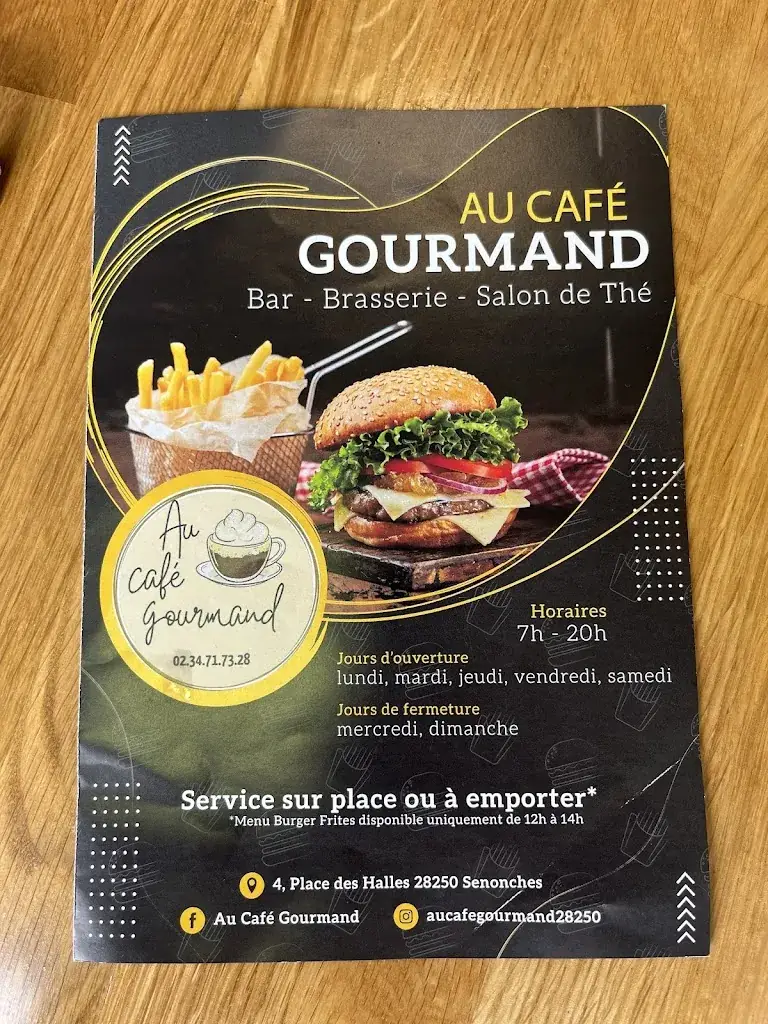 AU CAFÉ
GOURMAND
Bar - Brasserie - Salon de Thé
Au
café
gourmand
02.34.71.73.28
Horaires
7h - 20h
Jours d'ouverture
lundi, mardi, jeudi, vendredi, samedi
Jours de fermeture
mercredi, dimanche
Service sur place ou à emporter*
*Menu Burger Frites disponible uniquement de 12h à 14h
4, Place des Halles 28250 Senonches
Au Café Gourmand
aucafegourmand28250